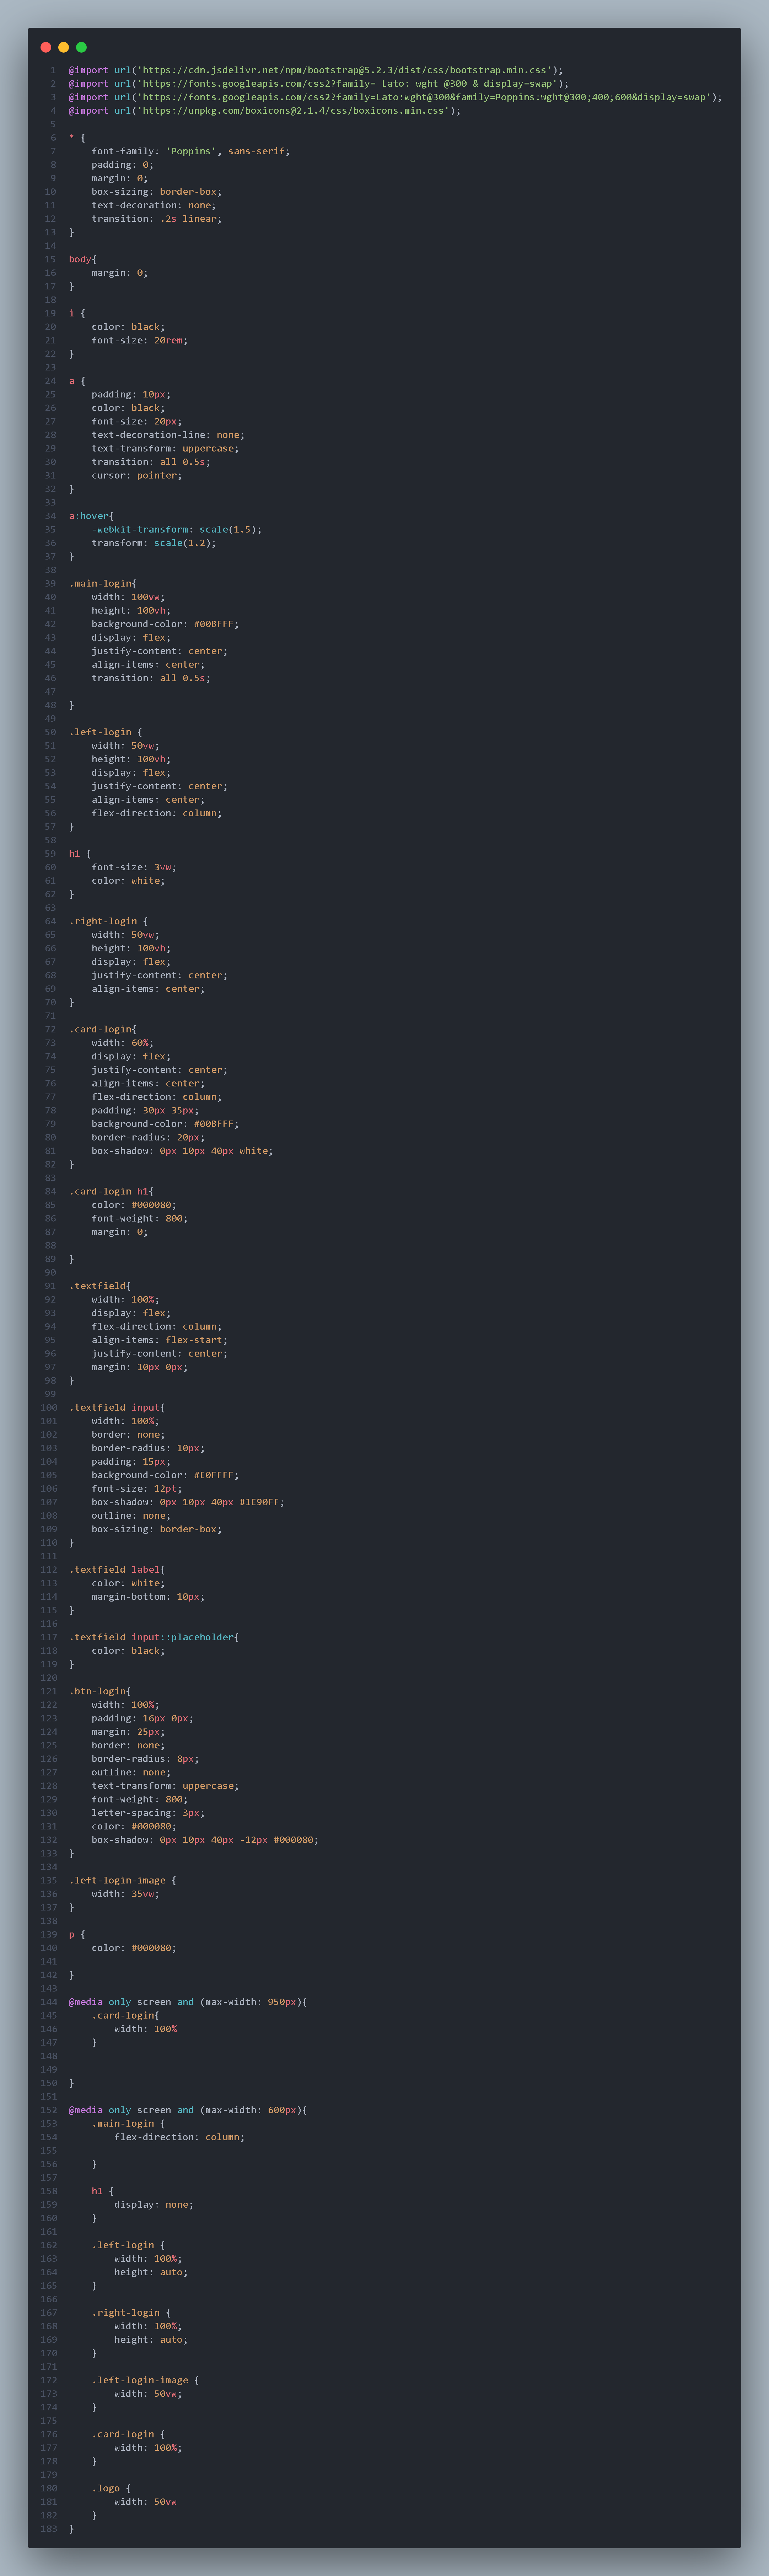 1 @import url('https://cdn.jsdelivr.net/npm/bootstrap@5.2.3/dist/css/bootstrap.min.css');
2 @import url('https://fonts.googleapis.com/css2?family= Lato: wght @300 & display=swap');
3 @import url('https://fonts.googleapis.com/css2?family=Lato:wght@300&family=Poppins:wght@300;400;600&display=swap');
4 @import url('https://unpkg.com/boxicons@2.1.4/css/boxicons.min.css');
5
6 * {
7     font-family: 'Poppins', sans-serif;
8     padding: 0;
9     margin: 0;
10     box-sizing: border-box;
11     text-decoration: none;
12     transition: .2s linear;
13 }
14
15 body{
16     margin: 0;
17 }
18
19 i {
20     color: black;
21     font-size: 20rem;
22 }
23
24 a {
25     padding: 10px;
26     color: black;
27     font-size: 20px;
28     text-decoration-line: none;
29     text-transform: uppercase;
30     transition: all 0.5s;
31     cursor: pointer;
32 }
33
34 a:hover{
35     -webkit-transform: scale(1.5);
36     transform: scale(1.2);
37 }
38
39 .main-login{
40     width: 100vw;
41     height: 100vh;
42     background-color: #00BFFF;
43     display: flex;
44     justify-content: center;
45     align-items: center;
46     transition: all 0.5s;
47
48 }
49
50 .left-login {
51     width: 50vw;
52     height: 100vh;
53     display: flex;
54     justify-content: center;
55     align-items: center;
56     flex-direction: column;
57 }
58
59 h1 {
60     font-size: 3vw;
61     color: white;
62 }
63
64 .right-login {
65     width: 50vw;
66     height: 100vh;
67     display: flex;
68     justify-content: center;
69     align-items: center;
70 }
71
72 .card-login{
73     width: 60%;
74     display: flex;
75     justify-content: center;
76     align-items: center;
77     flex-direction: column;
78     padding: 30px 35px;
79     background-color: #00BFFF;
80     border-radius: 20px;
81     box-shadow: 0px 10px 40px white;
82 }
83
84 .card-login h1{
85     color: #000080;
86     font-weight: 800;
87     margin: 0;
88
89 }
90
91 .textfield{
92     width: 100%;
93     display: flex;
94     flex-direction: column;
95     align-items: flex-start;
96     justify-content: center;
97     margin: 10px 0px;
98 }
99
100 .textfield input{
101     width: 100%;
102     border: none;
103     border-radius: 10px;
104     padding: 15px;
105     background-color: #E0FFFF;
106     font-size: 12pt;
107     box-shadow: 0px 10px 40px #1E90FF;
108     outline: none;
109     box-sizing: border-box;
110 }
111
112 .textfield label{
113     color: white;
114     margin-bottom: 10px;
115 }
116
117 .textfield input::placeholder{
118     color: black;
119 }
120
121 .btn-login{
122     width: 100%;
123     padding: 16px 0px;
124     margin: 25px;
125     border: none;
126     border-radius: 8px;
127     outline: none;
128     text-transform: uppercase;
129     font-weight: 800;
130     letter-spacing: 3px;
131     color: #000080;
132     box-shadow: 0px 10px 40px -12px #000080;
133 }
134
135 .left-login-image {
136     width: 35vw;
137 }
138
139 p {
140     color: #000080;
141
142 }
143
144 @media only screen and (max-width: 950px){
145     .card-login{
146         width: 100%
147     }
148
149
150 }
151
152 @media only screen and (max-width: 600px){
153     .main-login {
154         flex-direction: column;
155
156     }
157
158     h1 {
159         display: none;
160     }
161
162     .left-login {
163         width: 100%;
164         height: auto;
165     }
166
167     .right-login {
168         width: 100%;
169         height: auto;
170     }
171
172     .left-login-image {
173         width: 50vw;
174     }
175
176     .card-login {
177         width: 100%;
178     }
179
180     .logo {
181         width: 50vw
182     }
183 }